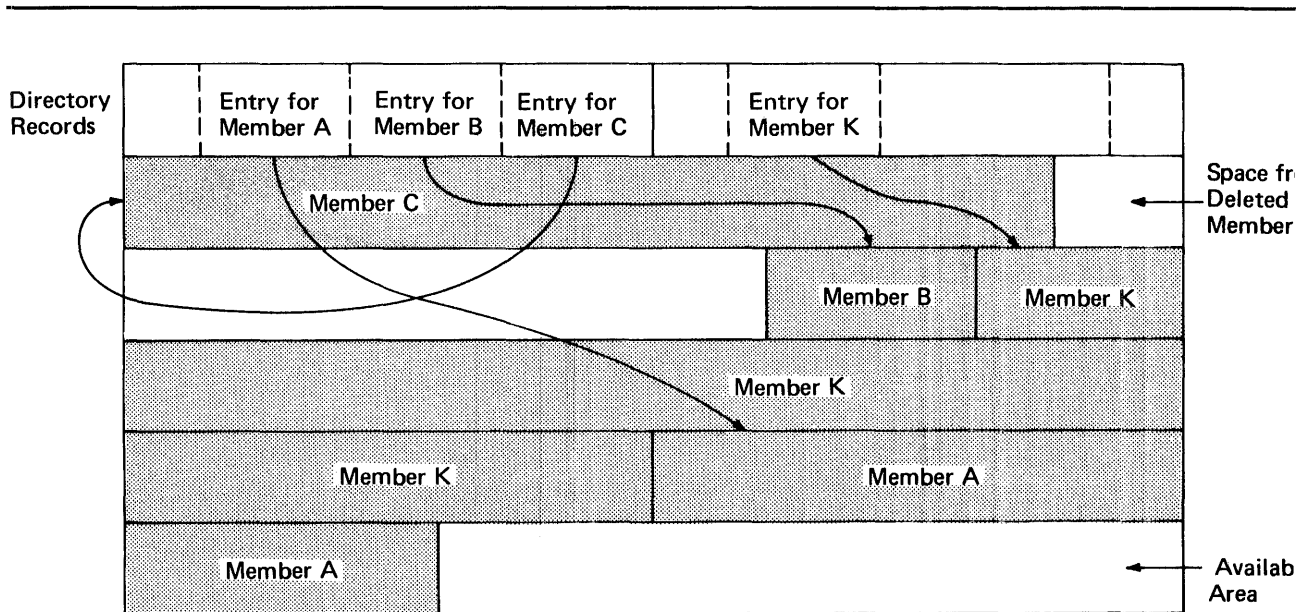 Directory
Records
Entry for
Member A
Entry for
Member B
Entry for
Member C
Entry for
Member K
Member C
Space fr
Deleted
Member
Member B
Member K
Member K
Member K
Member A
Member A
Availab
Area